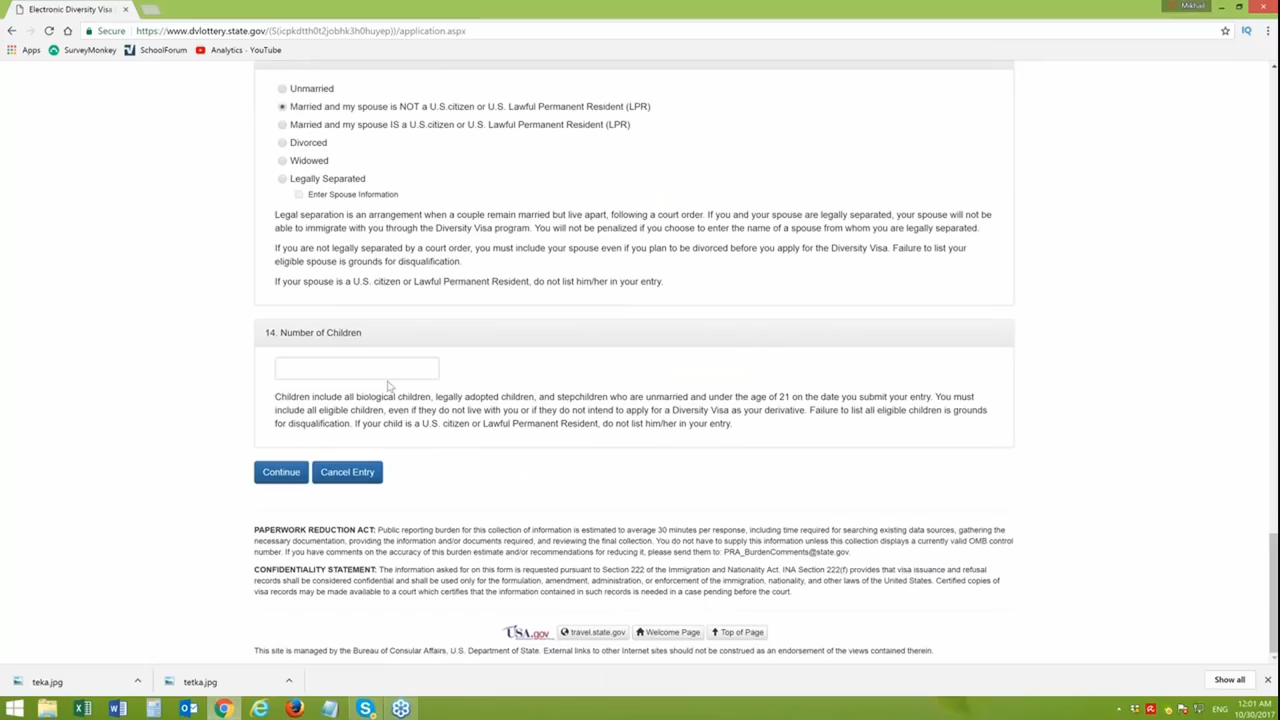 Electronic Diversity Visa
Mikhail
Secure https://www.dvlottery.state.gov/(S(icpkdtth0t2jobhk3h0huyep))/application.aspx
Apps SurveyMonkey SchoolForum Analytics - YouTube
Unmarried
Married and my spouse is NOT a U.S.citizen or U.S. Lawful Permanent Resident (LPR)
Married and my spouse IS a U.S.citizen or U.S. Lawful Permanent Resident (LPR)
Divorced
Widowed
Legally Separated
Enter Spouse Information
Legal separation is an arrangement when a couple remain married but live apart, following a court order. If you and your spouse are legally separated, your spouse will not be
able to immigrate with you through the Diversity Visa program. You will not be penalized if you choose to enter the name of a spouse from whom you are legally separated.
If you are not legally separated by a court order, you must include your spouse even if you plan to be divorced before you apply for the Diversity Visa. Failure to list your
eligible spouse is grounds for disqualification.
If your spouse is a U.S. citizen or Lawful Permanent Resident, do not list him/her in your entry.
14. Number of Children
Children include all biological children, legally adopted children, and stepchildren who are unmarried and under the age of 21 on the date you submit your entry. You must
include all eligible children, even if they do not live with you or if they do not intend to apply for a Diversity Visa as your derivative. Failure to list all eligible children is grounds
for disqualification. If your child is a U.S. citizen or Lawful Permanent Resident, do not list him/her in your entry.
Continue Cancel Entry
PAPERWORK REDUCTION ACT: Public reporting burden for this collection of information is estimated to average 30 minutes per response, including time required for searching existing data sources, gathering the
necessary documentation, providing the information and/or documents required, and reviewing the final collection. You do not have to supply this information unless this collection displays a currently valid OMB control
number. If you have comments on the accuracy of this burden estimate and/or recommendations for reducing it, please send them to: PRA_BurdenComments@state.gov.
CONFIDENTIALITY STATEMENT: The information asked for on this form is requested pursuant to Section 222 of the Immigration and Nationality Act. INA Section 222(f) provides that visa issuance and refusal
records shall be considered confidential and shall be used only for the formulation, amendment, administration, or enforcement of the immigration, nationality, and other laws of the United States. Certified copies of
visa records may be made available to a court which certifies that the information contained in such records is needed in a case pending before the court.
USA.gov travel.state.gov Welcome Page Top of Page
This site is managed by the Bureau of Consular Affairs, U.S. Department of State. External links to other Internet sites should not be construed as an endorsement of the views contained therein.
teka.jpg tetka.jpg Show all
ENG 12:01 AM
10/30/2017